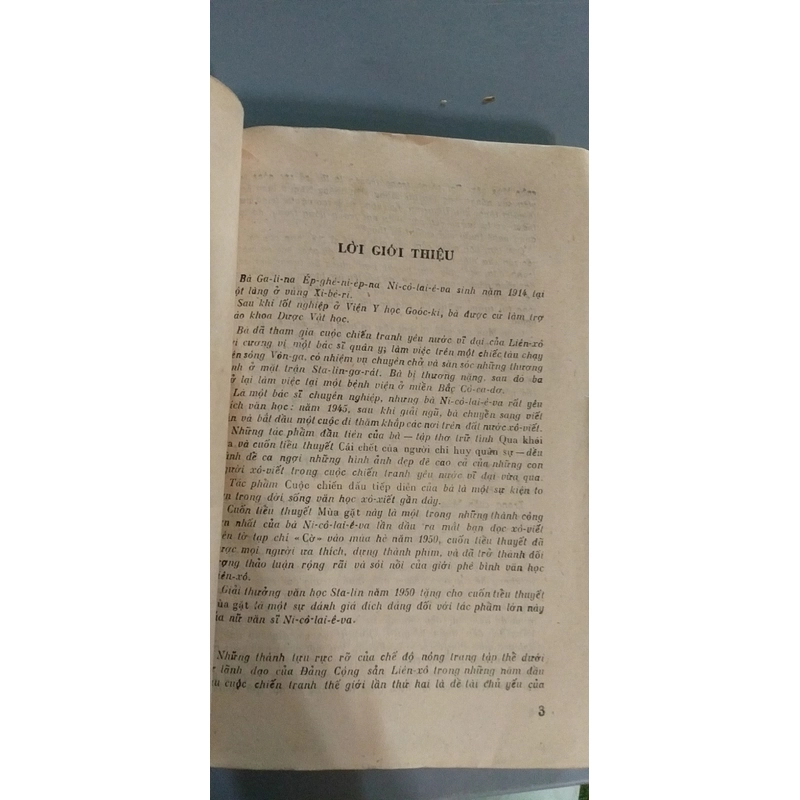 LỜI GIỚI THIỆU
Bà Ga-li-na Ép-ghê-ni-ép-na Ni-cô-lai-ê-va sinh năm 1914 tại
một làng ở vùng Xi-bê-ri.
Sau khi tốt nghiệp ở Viện Y học Goóc-ki, bà được cử làm trợ
giáo khoa Dược Vật học.
Bà đã tham gia cuộc chiến tranh yêu nước vĩ đại của Liên-xô
cương vị một bác sĩ quân y; làm việc trên một chiếc tàu chạy
sông Vôn-ga, có nhiệm vụ chuyên chở và săn sóc những thương
binh ở mặt trận Sta-lin-gơ-rát. Bà bị thương nặng, sau đó bà
ở lại làm việc tại một bệnh viện ở miền Bắc Cô-ca-dơ.
Là một bác sĩ chuyên nghiệp, nhưng bà Ni-cô-lai-ê-va rất yêu
thích văn học: năm 1945, sau khi giải ngũ, bà chuyển sang viết
văn và bắt đầu một cuộc đi thăm khắp các nơi trên đất nước xô-viết.
Những tác phẩm đầu tiên của bà — tập thơ trữ tình Qua khói
lửa và cuốn tiểu thuyết Cái chết của người chỉ huy quân sự — đều
đề ca ngợi những hình ảnh đẹp đẽ cao cả của những con
người xô-viết trong cuộc chiến tranh yêu nước vĩ đại vừa qua.
Tác phẩm Cuộc chiến đấu tiếp diễn của bà là một sự kiện to
trong đời sống văn học xô-viết gần đây.
Cuốn tiểu thuyết Mùa gặt này là một trong những thành công
nhất của bà Ni-cô-lai-ê-va lần đầu ra mắt bạn đọc xô-viết
trên tờ tạp chí «Cờ» vào mùa hè năm 1950, cuốn tiểu thuyết đã
được mọi người ưa thích, dựng thành phim, và đã trở thành đối
tượng thảo luận rộng rãi và sôi nổi của giới phê bình văn học
Liên-xô.
Giải thưởng văn học Sta-lin năm 1950 tặng cho cuốn tiểu thuyết
Mùa gặt là một sự đánh giá đích đáng đối với tác phẩm lớn này
của nữ văn sĩ Ni-cô-lai-ê-va.
Những thành tựu rực rỡ của chế độ nông trang tập thể dưới
sự lãnh đạo của Đảng Cộng sản Liên-xô trong những năm đầu
sau cuộc chiến tranh thế giới lần thứ hai là đề tài chủ yếu của
3